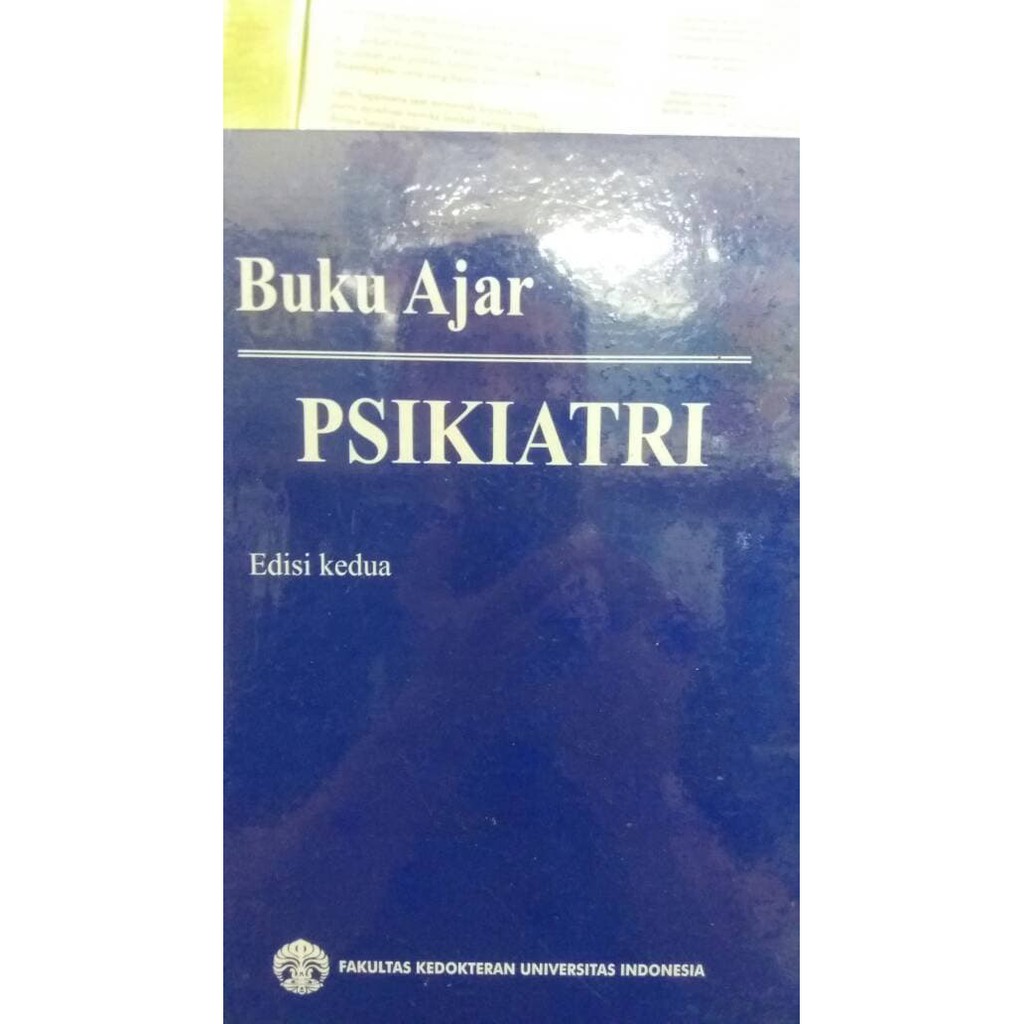 Buku Ajar
PSIKIATRI
Edisi kedua
FAKULTAS KEDOKTERAN UNIVERSITAS INDONESIA